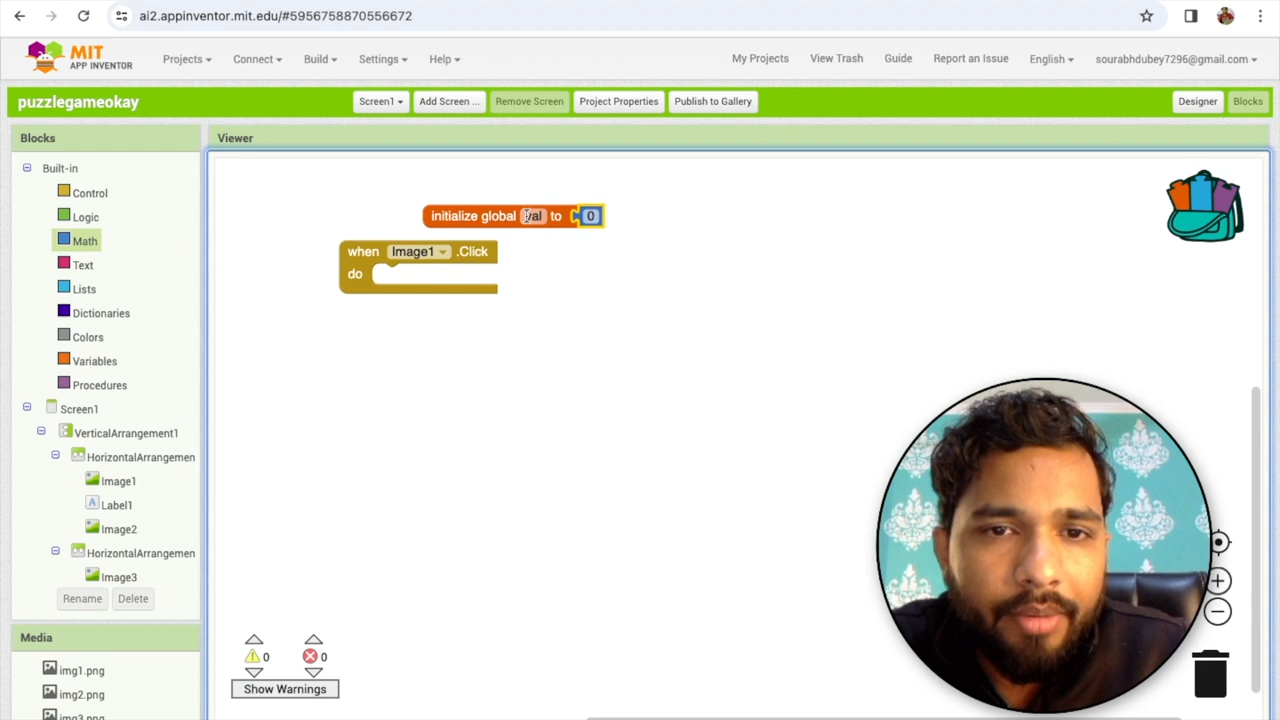 ai2.appinventor.mit.edu/#5956758870556672
MIT
APP INVENTOR
Projects Connect Build Settings Help My Projects View Trash Guide Report an Issue English sourabhdubey7296@gmail.com
puzzlegameokay Screen1 Add Screen ... Remove Screen Project Properties Publish to Gallery Designer Blocks
Blocks Viewer
Built-in
Control
Logic
Math
Text
Lists
Dictionaries
Colors
Variables
Procedures
Screen1
VerticalArrangement1
HorizontalArrangemen
Image1
Label1
Image2
HorizontalArrangemen
Image3
Rename Delete
Media
img1.png
img2.png
img3.png
initialize global val to 0
when Image1 .Click
do
0 0
Show Warnings